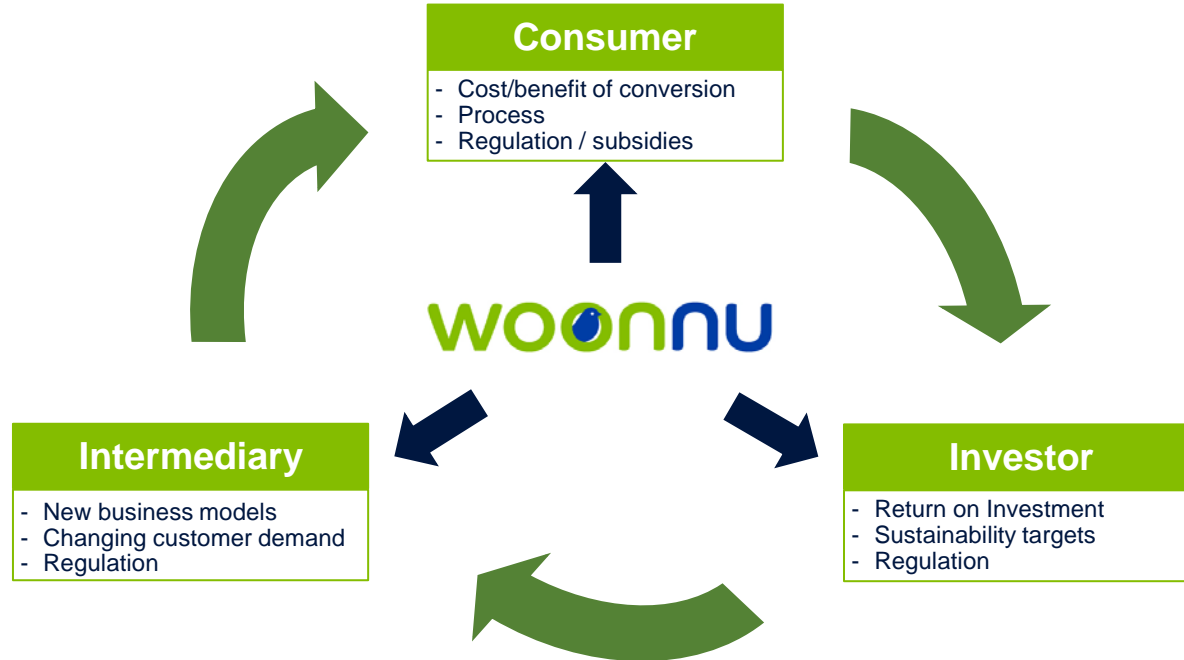 Consumer
- Cost/benefit of conversion
- Process
- Regulation / subsidies
woonnu
Intermediary
- New business models
- Changing customer demand
- Regulation
Investor
- Return on Investment
- Sustainability targets
- Regulation